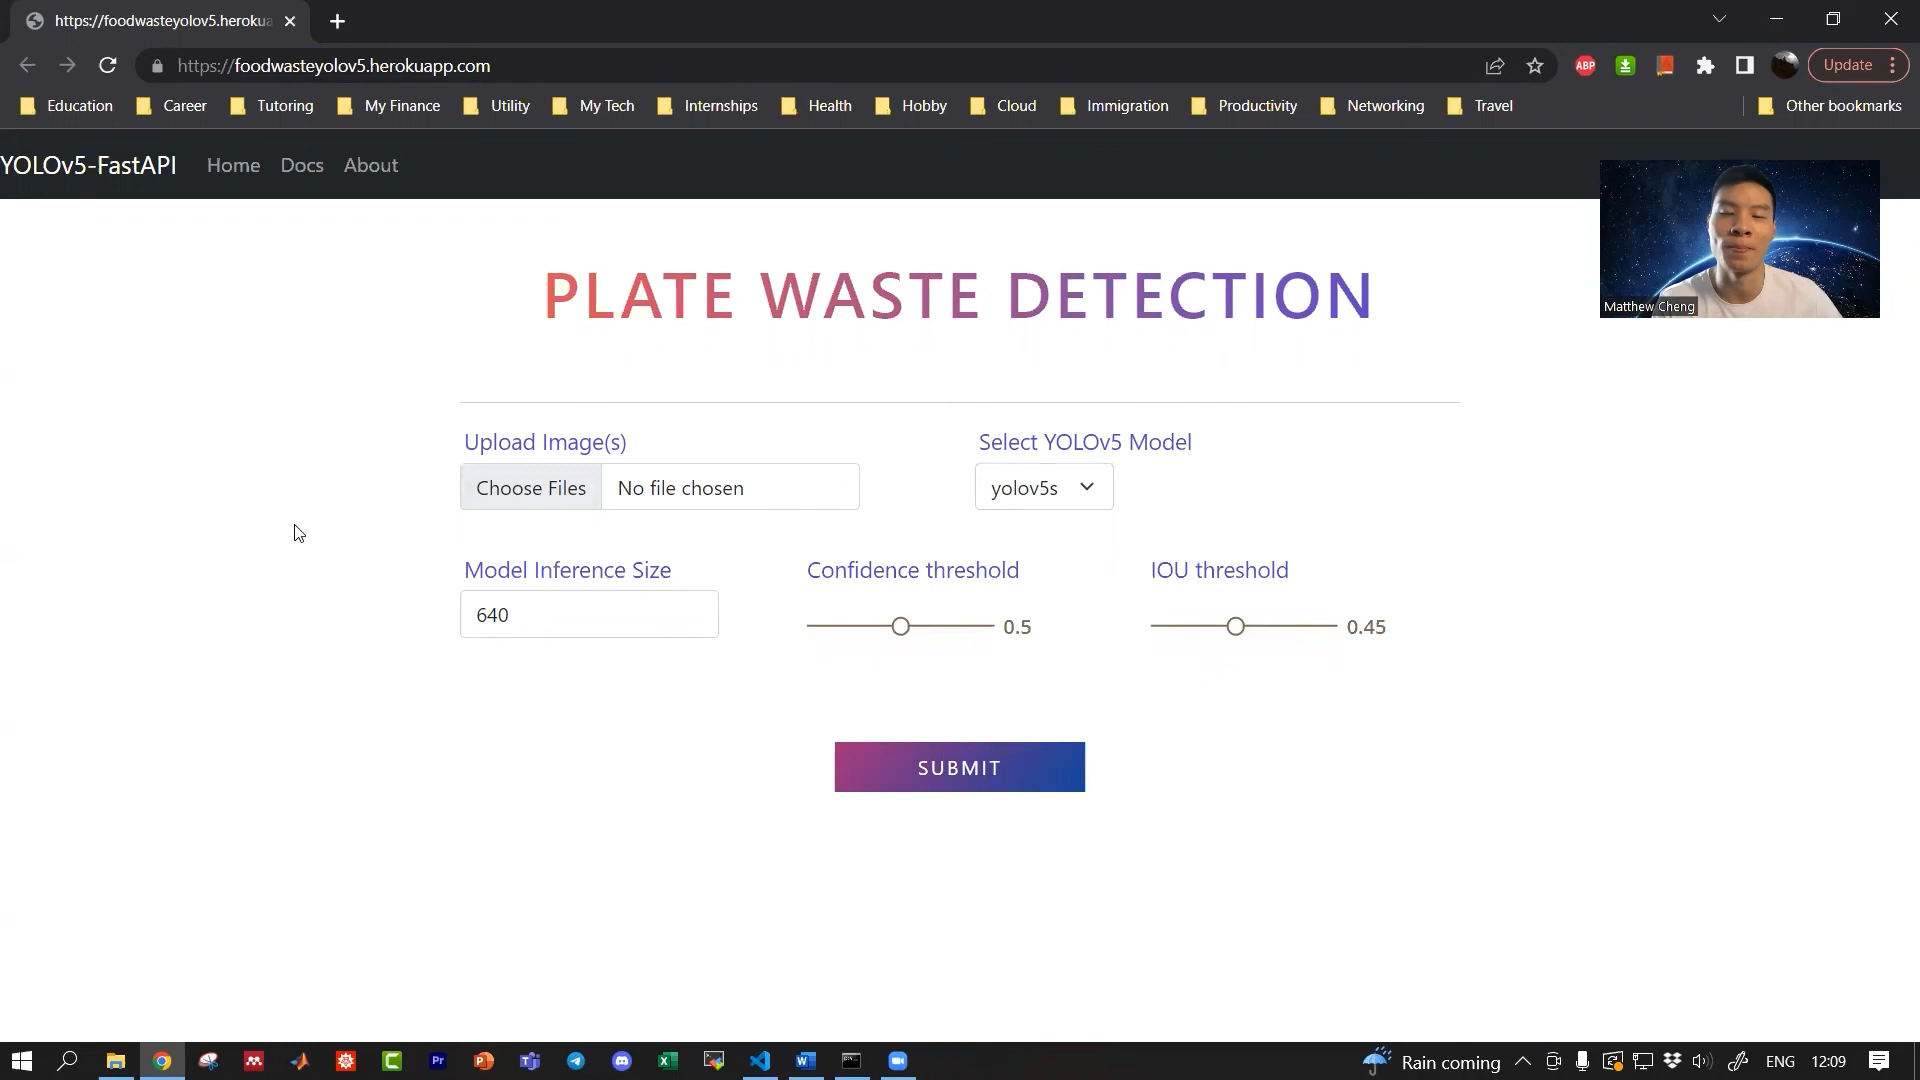 https://foodwasteyolov5.heroku
https://foodwasteyolov5.herokuapp.com
ABP
Update
Education Career Tutoring My Finance Utility My Tech Internships Health Hobby Cloud Immigration Productivity Networking Travel Other bookmarks
YOLOv5-FastAPI Home Docs About
Matthew Cheng
PLATE WASTE DETECTION
Upload Image(s) Select YOLOv5 Model
Choose Files No file chosen yolov5s
Model Inference Size Confidence threshold IOU threshold
640 0.5 0.45
SUBMIT
Rain coming ENG 12:09